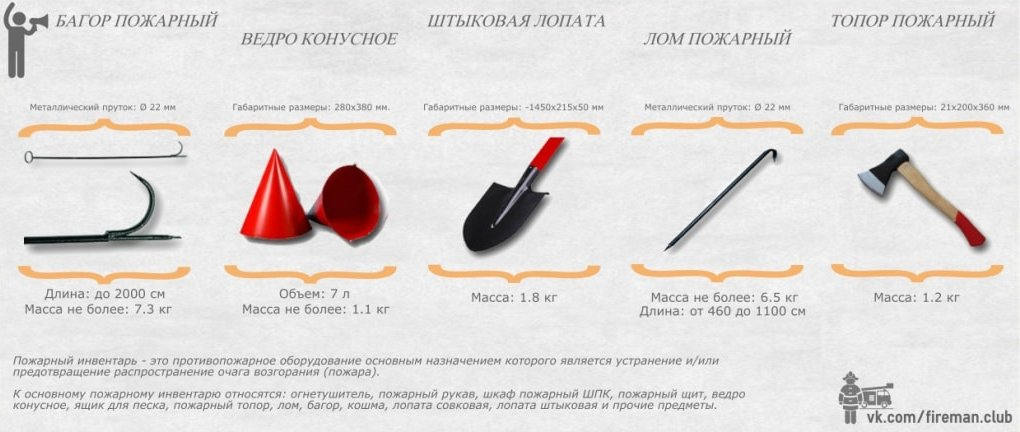 БАГОР ПОЖАРНЫЙ
ВЕДРО КОНУСНОЕ
ШТЫКОВАЯ ЛОПАТА
ЛОМ ПОЖАРНЫЙ
ТОПОР ПОЖАРНЫЙ
Металлический пруток: Ø 22 мм
Габаритные размеры: 280х380 мм.
Габаритные размеры: -1450х215х50 мм
Металлический пруток: Ø 22 мм
Габаритные размеры: 21х200х360 мм
Длина: до 2000 см
Масса не более: 7.3 кг
Объем: 7 л
Масса не более: 1.1 кг
Масса: 1.8 кг
Масса не более: 6.5 кг
Длина: от 460 до 1100 см
Масса: 1.2 кг
Пожарный инвентарь - это противопожарное оборудование основным назначением которого является устранение и/или
предотвращение распространение очага возгорания (пожара).
К основному пожарному инвентарю относятся: огнетушитель, пожарный рукав, шкаф пожарный ШПК, пожарный щит, ведро
конусное, ящик для песка, пожарный топор, лом, багор, кошма, лопата совковая, лопата штыковая и прочие предметы.
vk.com/fireman.club